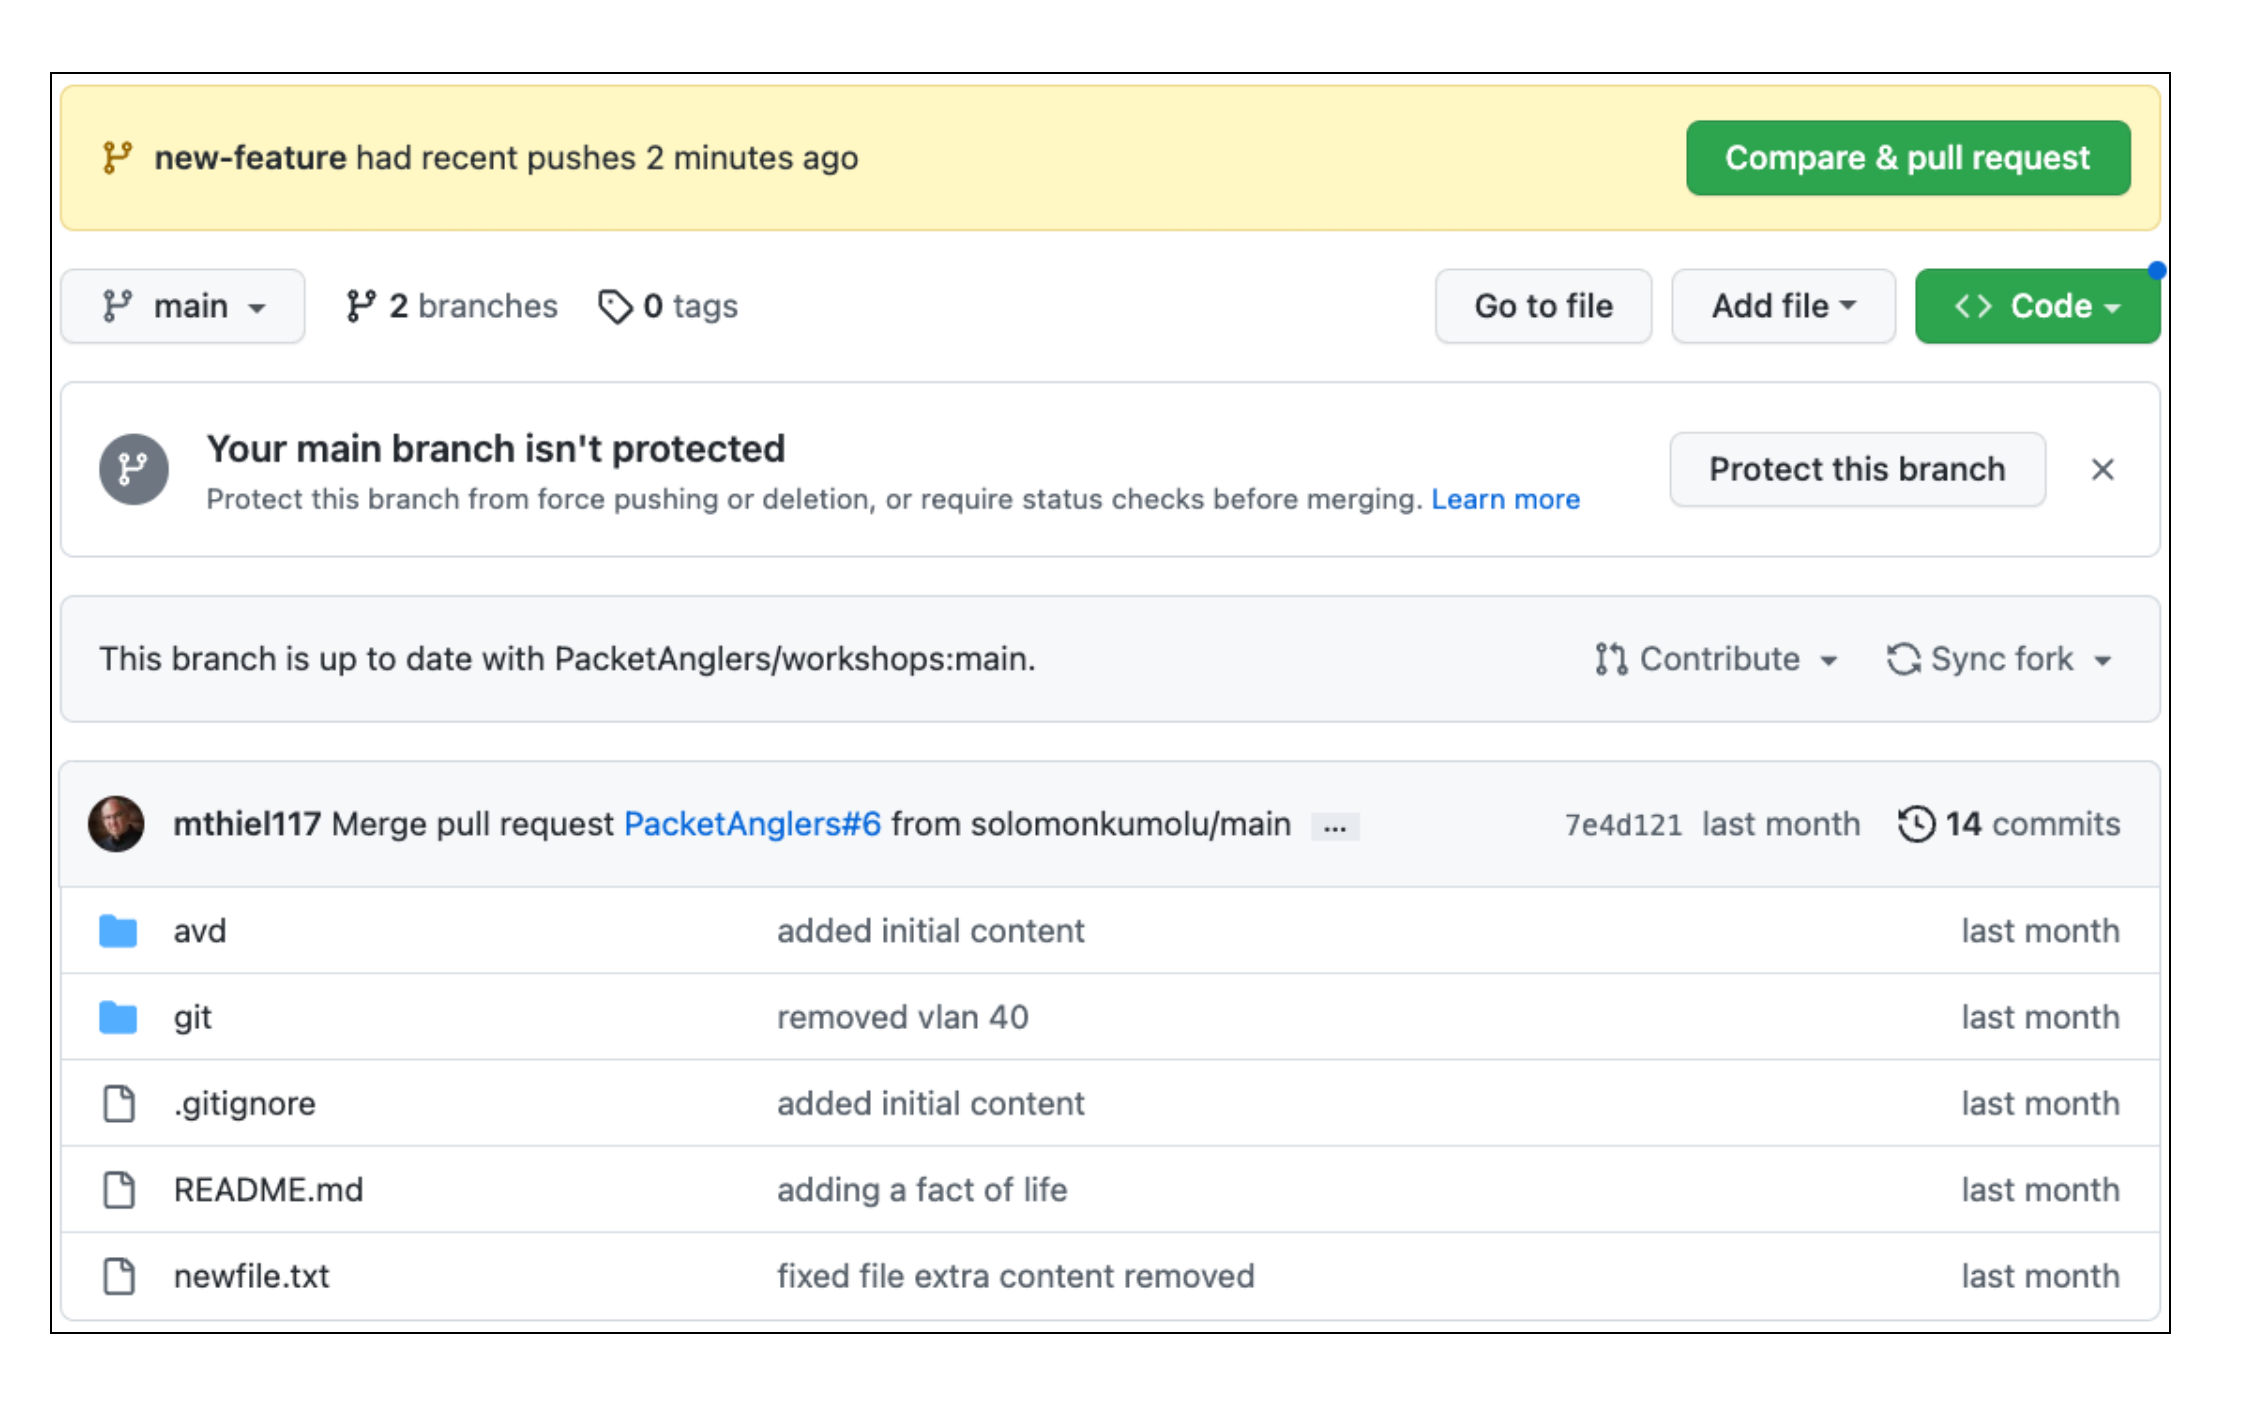 new-feature had recent pushes 2 minutes ago
Compare & pull request
main
2 branches
0 tags
Go to file
Add file
Code
Your main branch isn't protected
Protect this branch from force pushing or deletion, or require status checks before merging. Learn more
Protect this branch
This branch is up to date with PacketAnglers/workshops:main.
Contribute
Sync fork
mthiel117 Merge pull request PacketAnglers#6 from solomonkumolu/main ...
7e4d121 last month
14 commits
avd added initial content last month
git removed vlan 40 last month
.gitignore added initial content last month
README.md adding a fact of life last month
newfile.txt fixed file extra content removed last month